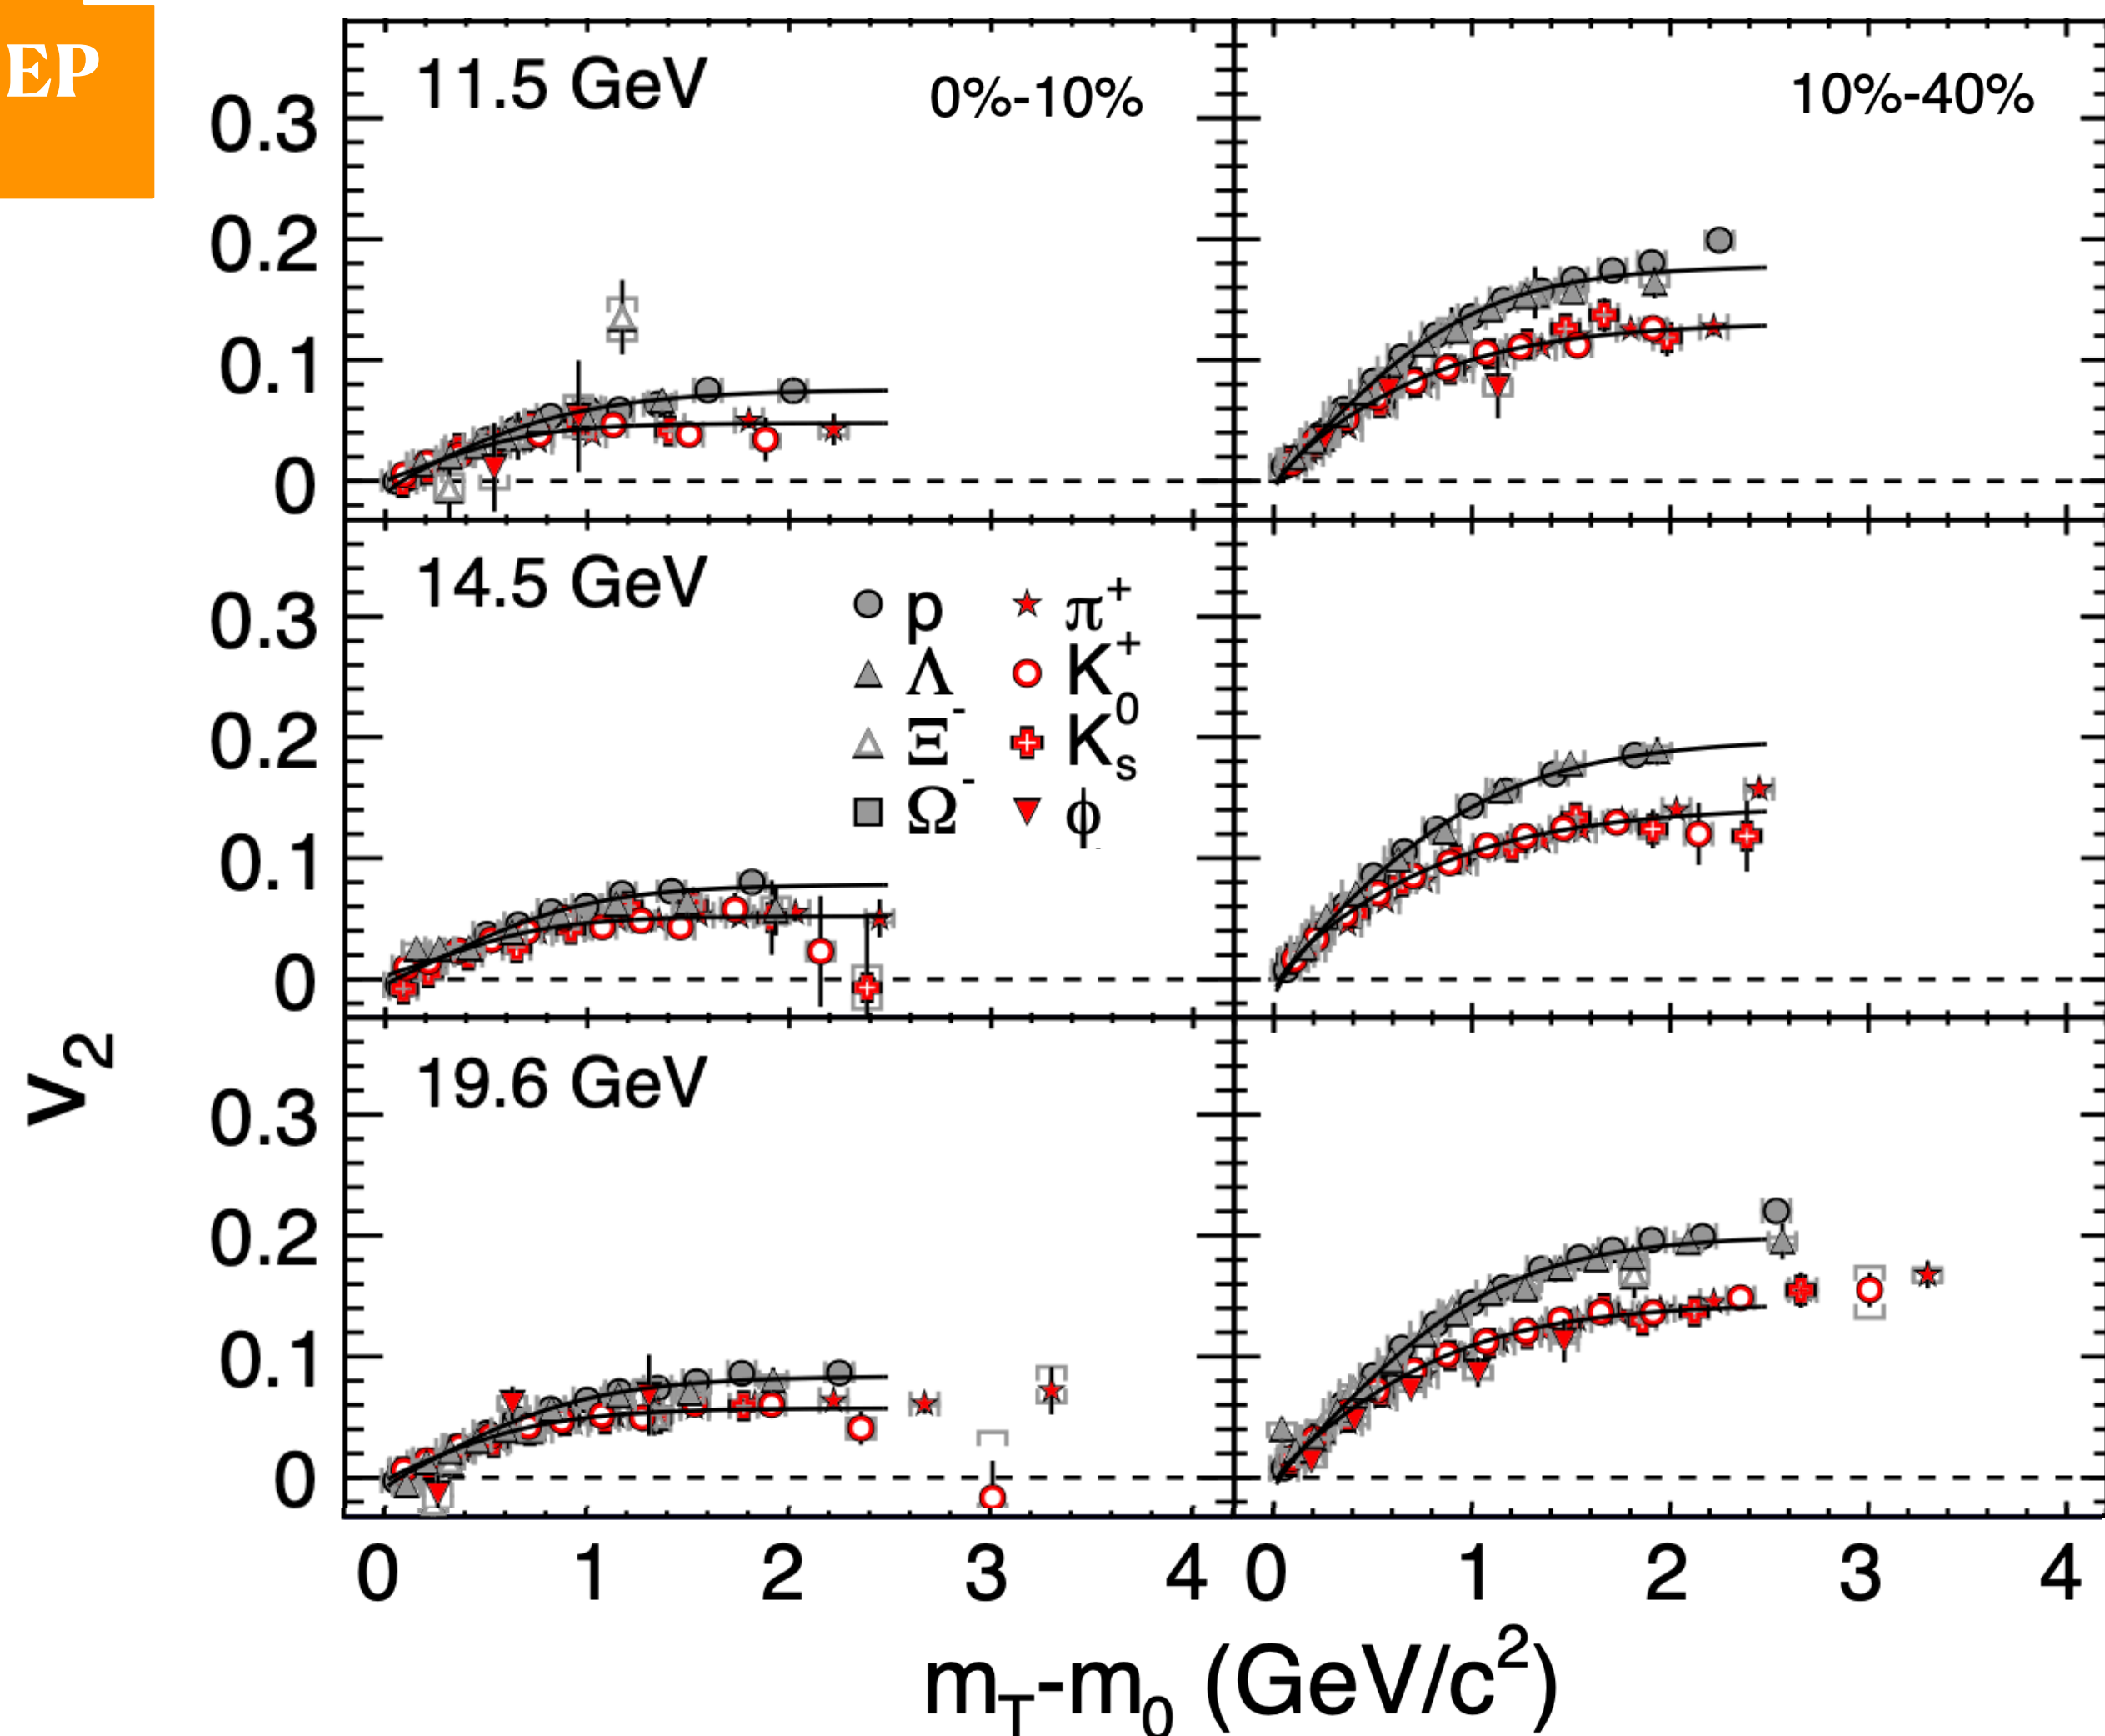 EP
11.5 GeV 0%-10% 10%-40%
0.3
0.2
0.1
0
14.5 GeV
p π+
Λ K+0
Ξ- K0s
Ω- ϕ
0.3
0.2
0.1
0
19.6 GeV
0.3
0.2
0.1
0
v2
0 1 2 3 4 0 1 2 3 4
mT-m0 (GeV/c2)